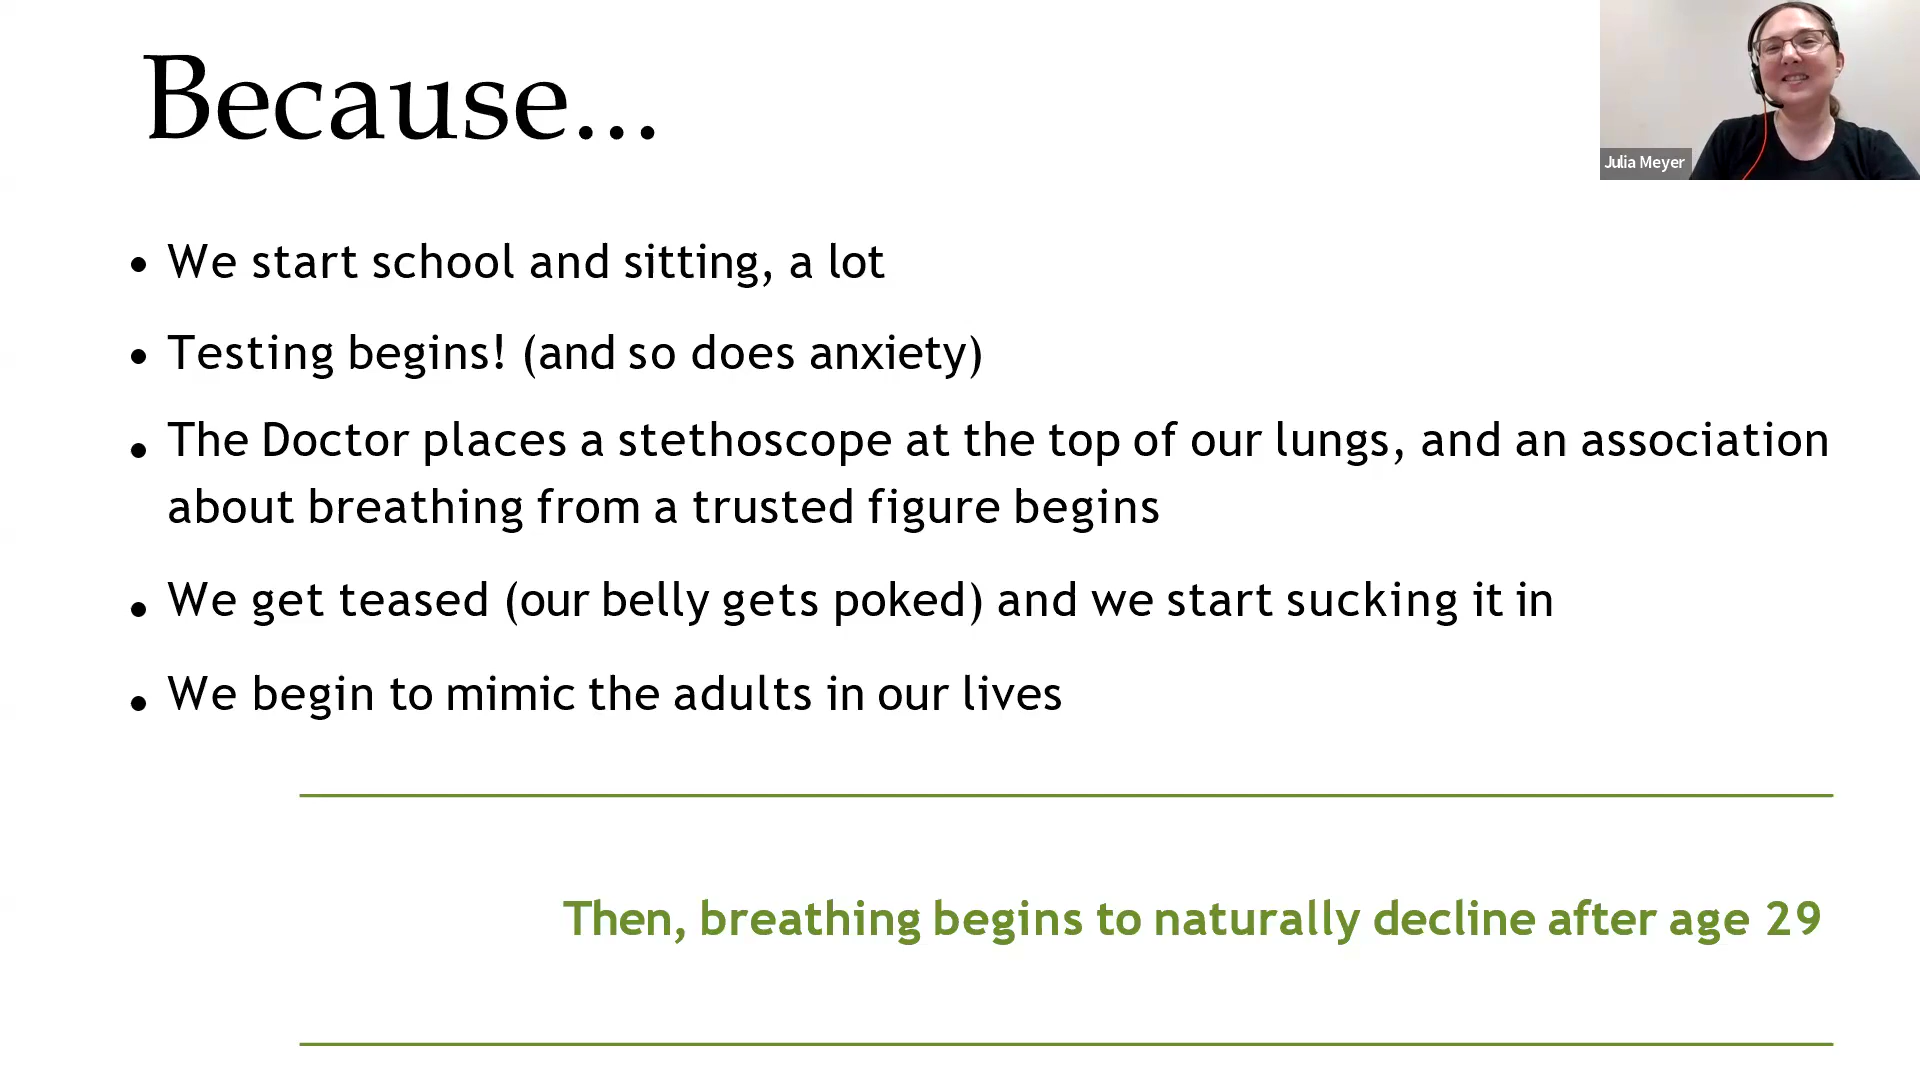 Because...
Julia Meyer
• We start school and sitting, a lot
• Testing begins! (and so does anxiety)
• The Doctor places a stethoscope at the top of our lungs, and an association
about breathing from a trusted figure begins
• We get teased (our belly gets poked) and we start sucking it in
• We begin to mimic the adults in our lives
Then, breathing begins to naturally decline after age 29